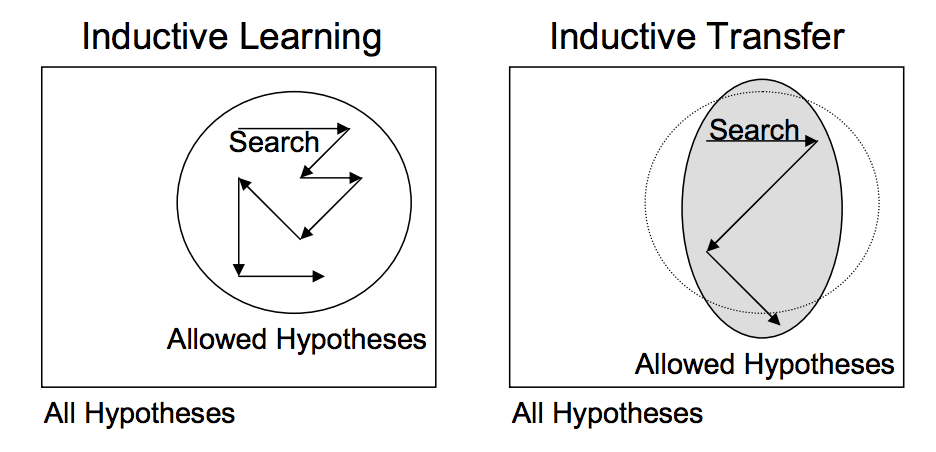 Inductive Learning
Search
Allowed Hypotheses
All Hypotheses
Inductive Transfer
Search
Allowed Hypotheses
All Hypotheses